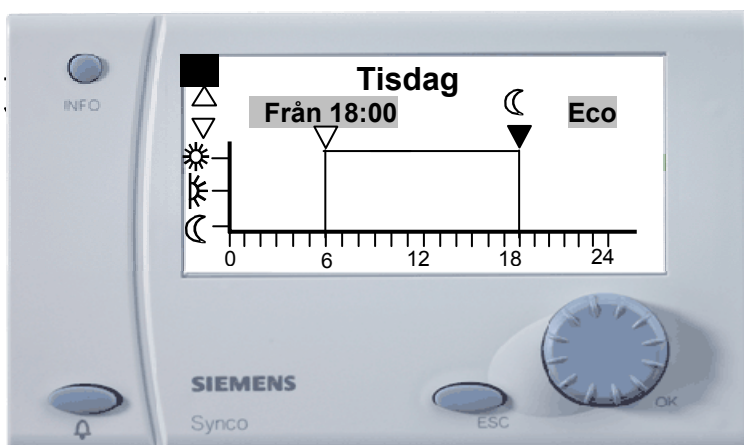 Tisdag
INFO
Från 18:00 Eco
0 6 12 18 24
SIEMENS
OK
Synco
ESC